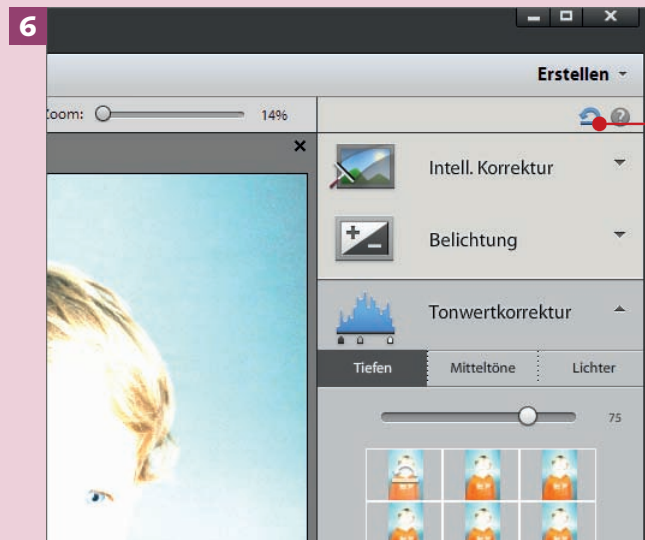 6
Erstellen
Zoom: 14%
Intell. Korrektur
Belichtung
Tonwertkorrektur
Tiefen Mitteltöne Lichter
75